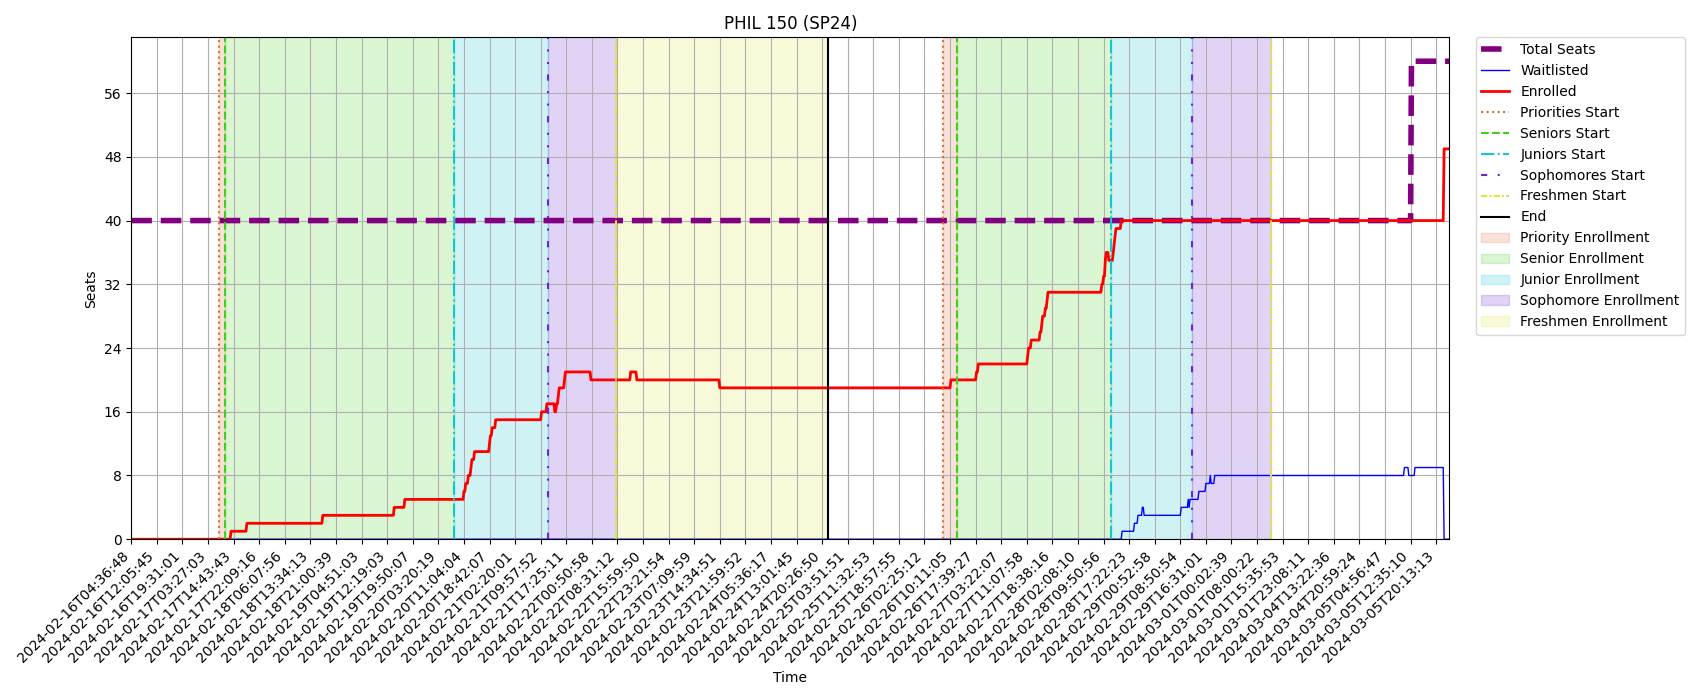 PHIL 150 (SP24)
Total Seats
Waitlisted
Enrolled
Priorities Start
Seniors Start
Juniors Start
Sophomores Start
Freshmen Start
End
Priority Enrollment
Senior Enrollment
Junior Enrollment
Sophomore Enrollment
Freshmen Enrollment
Seats
56
48
40
32
24
16
8
0
2024-02-16T04:36:48
2024-02-16T12:05:45
2024-02-16T19:31:01
2024-02-17T03:27:03
2024-02-17T14:43:43
2024-02-17T22:09:16
2024-02-18T06:07:56
2024-02-18T13:34:13
2024-02-18T21:00:39
2024-02-19T04:51:03
2024-02-19T12:19:03
2024-02-19T19:50:07
2024-02-20T03:20:19
2024-02-20T11:04:04
2024-02-20T18:42:07
2024-02-21T02:20:01
2024-02-21T09:57:52
2024-02-21T17:25:11
2024-02-22T00:50:58
2024-02-22T08:31:12
2024-02-22T15:59:50
2024-02-22T23:21:54
2024-02-23T07:09:59
2024-02-23T14:34:51
2024-02-23T21:59:52
2024-02-24T05:36:17
2024-02-24T13:01:45
2024-02-24T20:26:50
2024-02-25T03:51:51
2024-02-25T11:32:53
2024-02-25T18:57:55
2024-02-26T02:25:12
2024-02-26T10:11:05
2024-02-26T17:39:27
2024-02-27T03:22:07
2024-02-27T11:07:58
2024-02-27T18:38:16
2024-02-28T02:08:10
2024-02-28T09:50:56
2024-02-28T17:22:23
2024-02-29T00:52:58
2024-02-29T08:50:54
2024-02-29T16:31:01
2024-03-01T00:02:39
2024-03-01T08:00:22
2024-03-01T15:35:53
2024-03-01T23:08:11
2024-03-04T13:22:36
2024-03-04T20:59:24
2024-03-05T04:56:47
2024-03-05T12:35:10
2024-03-05T20:13:13
Time